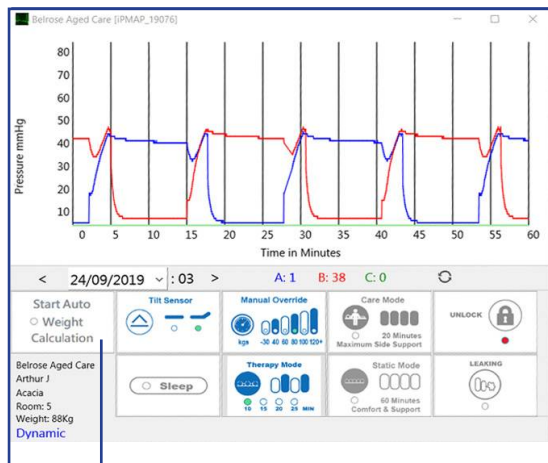 Belrose Aged Care [iPMAP_19076]
80
70
60
50
40
30
20
10
Pressure mmHg
0 5 10 15 20 25 30 35 40 45 50 55 60
Time in Minutes
< 24/09/2019 : 03 > A: 1 B: 38 C: 0
Start Auto
Weight
Calculation
Tilt Sensor
Manual Override
kgs -30 40 60 80 100 120+
Care Mode
20 Minutes
Maximum Side Support
UNLOCK
Belrose Aged Care
Arthur J
Acacia
Room: 5
Weight: 88Kg
Dynamic
Sleep
Therapy Mode
10 15 20 25 MIN
Static Mode
60 Minutes
Comfort & Support
LEAKING